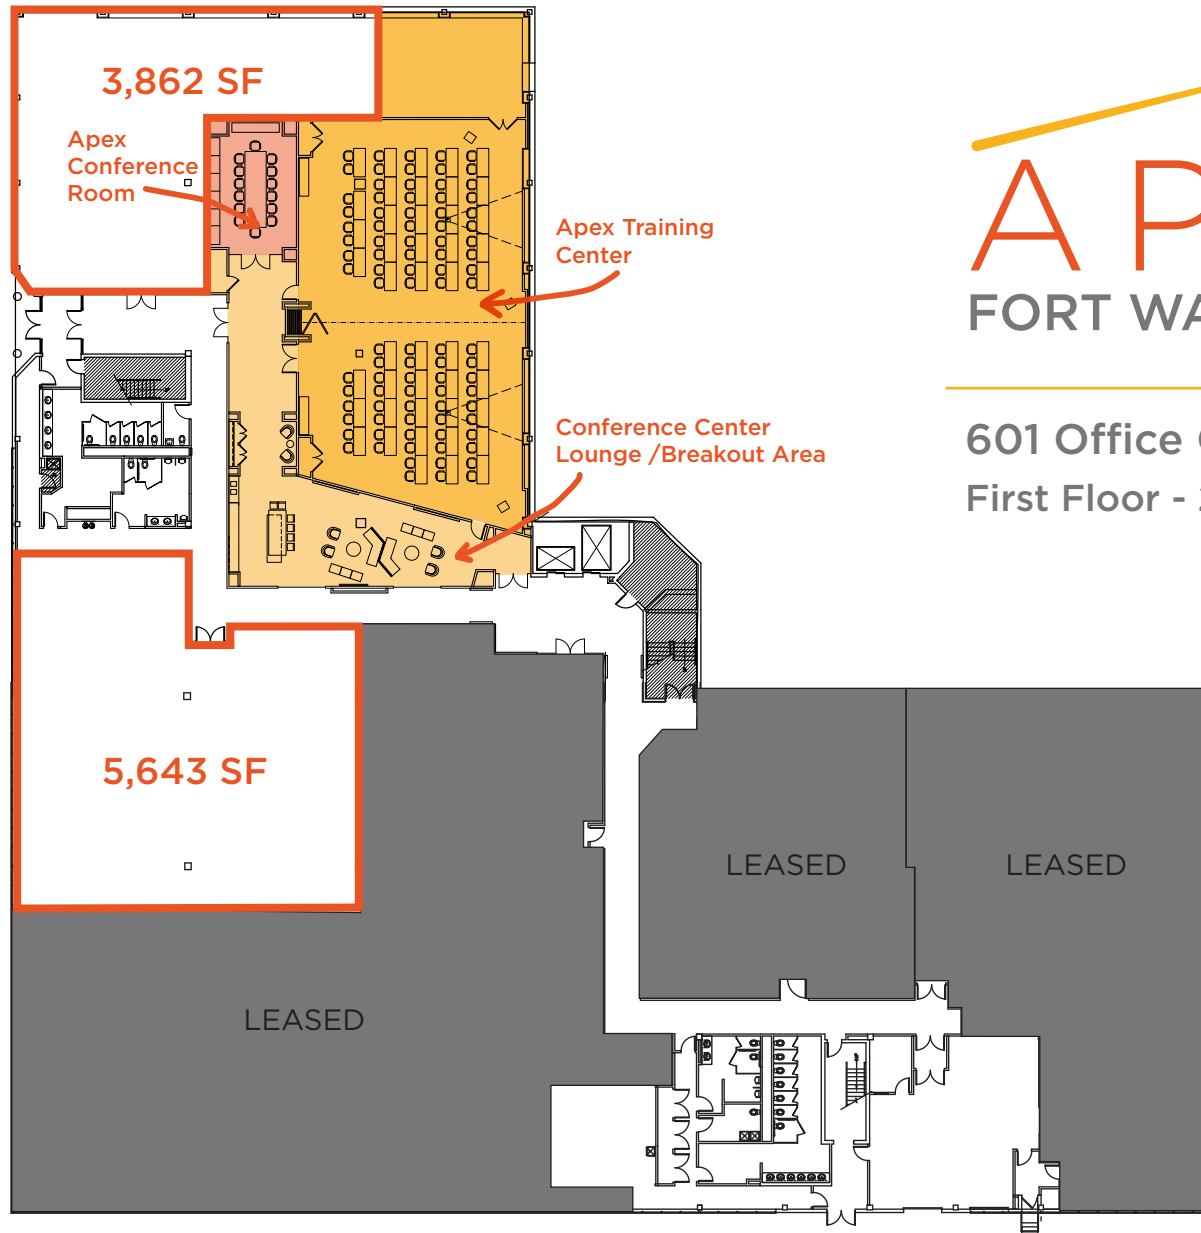 3,862 SF
Apex
Conference
Room
Apex Training
Center
Conference Center
Lounge /Breakout Area
A P
FORT WA
601 Office
First Floor -
5,643 SF
LEASED
LEASED
LEASED